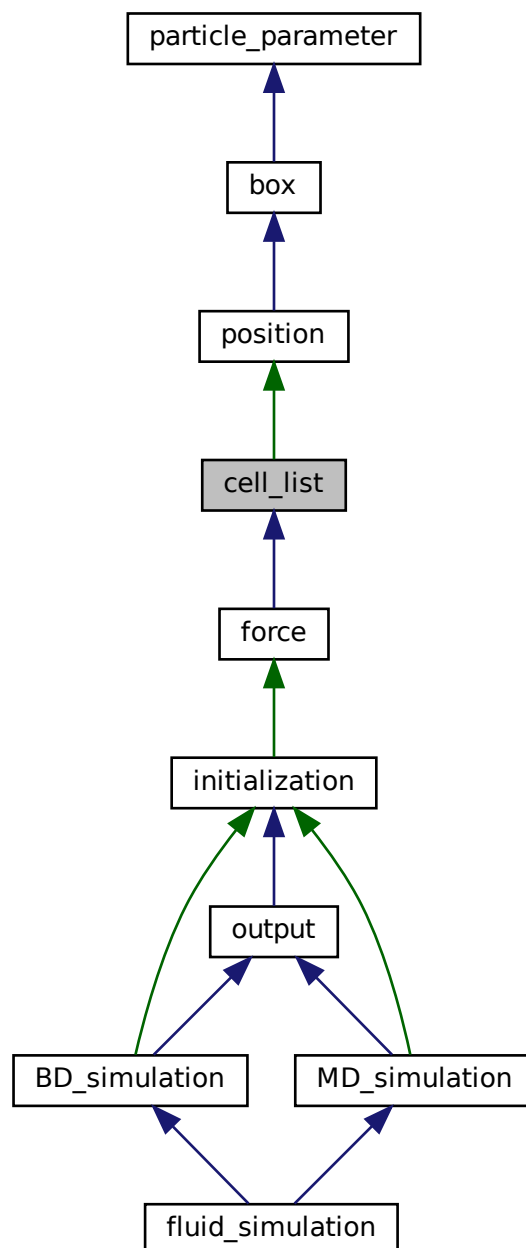 particle_parameter
box
position
cell_list
force
initialization
output
BD_simulation
MD_simulation
fluid_simulation